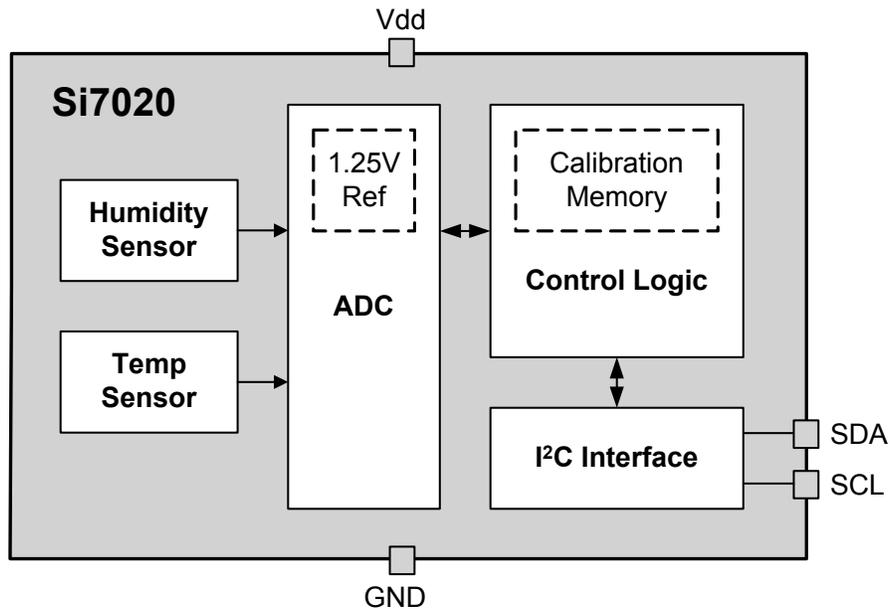 Vdd
Si7020
Humidity
Sensor
Temp
Sensor
1.25V
Ref
ADC
Calibration
Memory
Control Logic
I²C Interface
SDA
SCL
GND